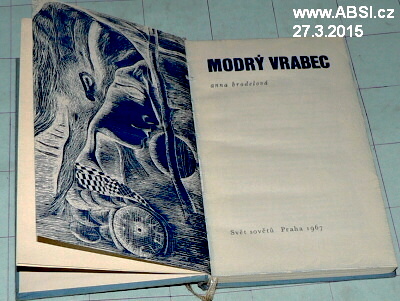 www.ABSI.cz
27.3.2015
MODRÝ VRABEC
anna brodelová
Svět sovětů Praha 1967